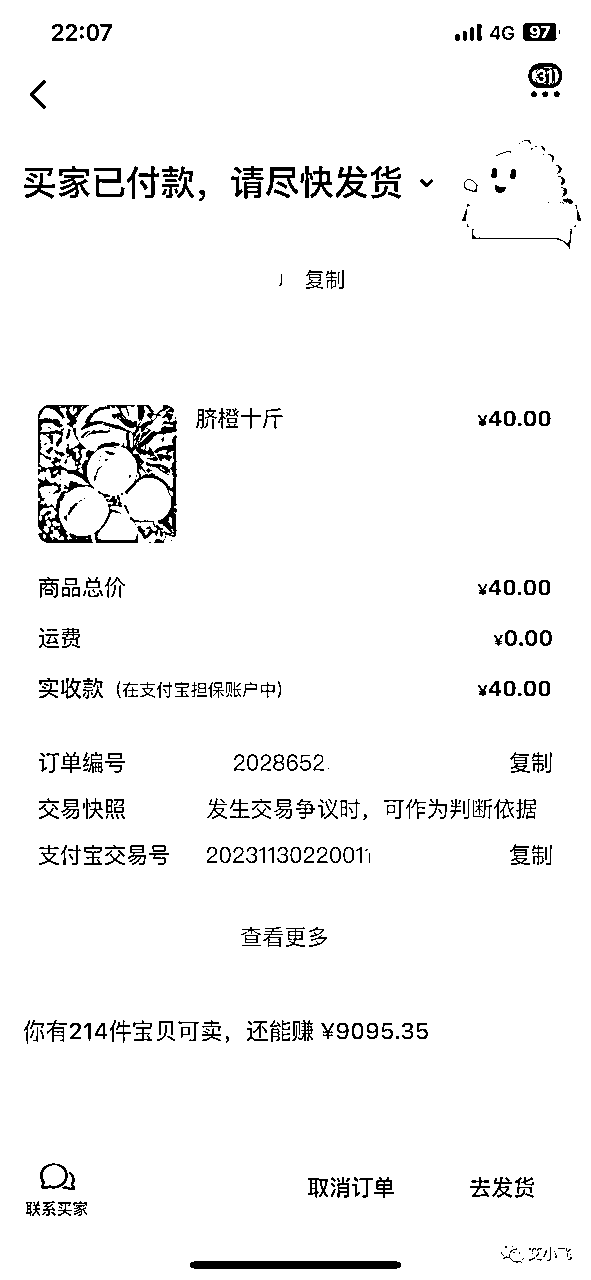 22:07 4G 97
31
买家已付款，请尽快发货
复制
脐橙十斤 ¥40.00
商品总价 ¥40.00
运费 ¥0.00
实收款（在支付宝担保账户中） ¥40.00
订单编号 2028652 复制
交易快照 发生交易争议时，可作为判断依据
支付宝交易号 2023113022001 复制
查看更多
你有214件宝贝可卖，还能赚 ¥9095.35
联系买家 取消订单 去发货
艾小飞